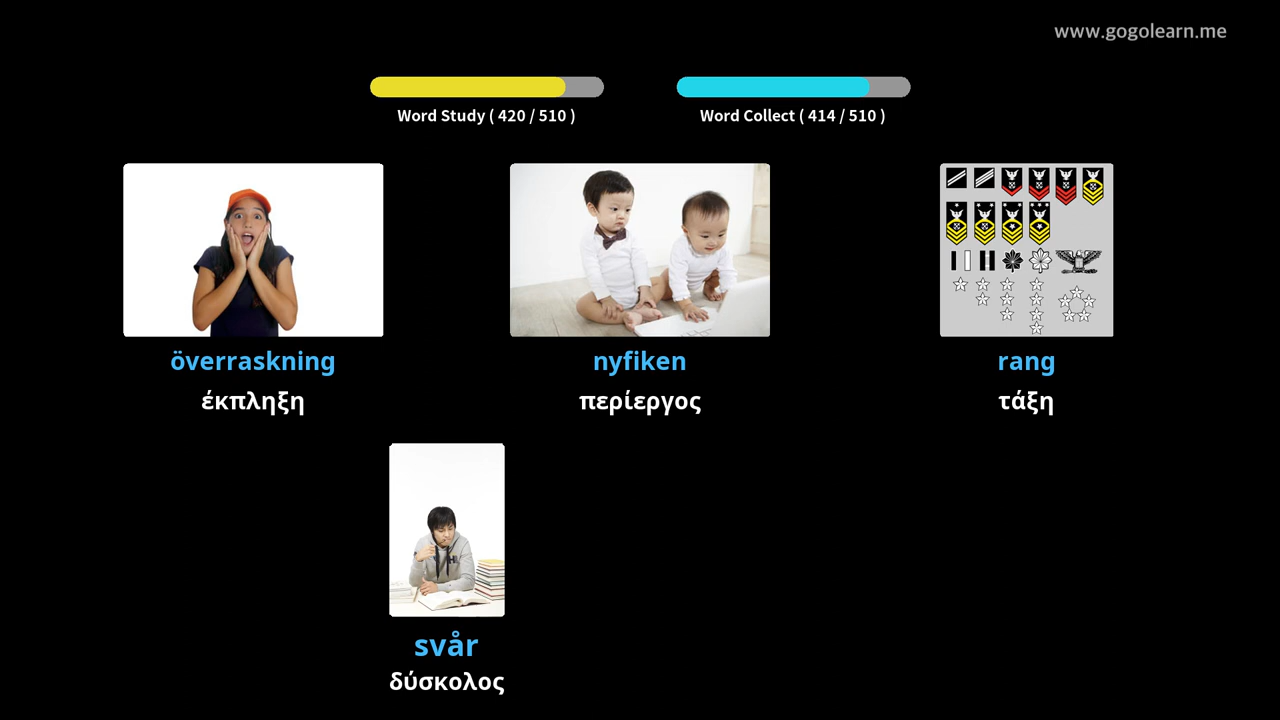 www.gogolearn.me
Word Study ( 420 / 510 )
Word Collect ( 414 / 510 )
överraskning
nyfiken
rang
έκπληξη
περίεργος
τάξη
svår
δύσκολος